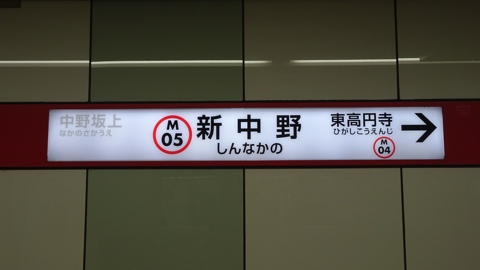 中野坂上
なかのさかうえ
M
05
新中野
しんなかの
東高円寺
ひがしこうえんじ
M
04